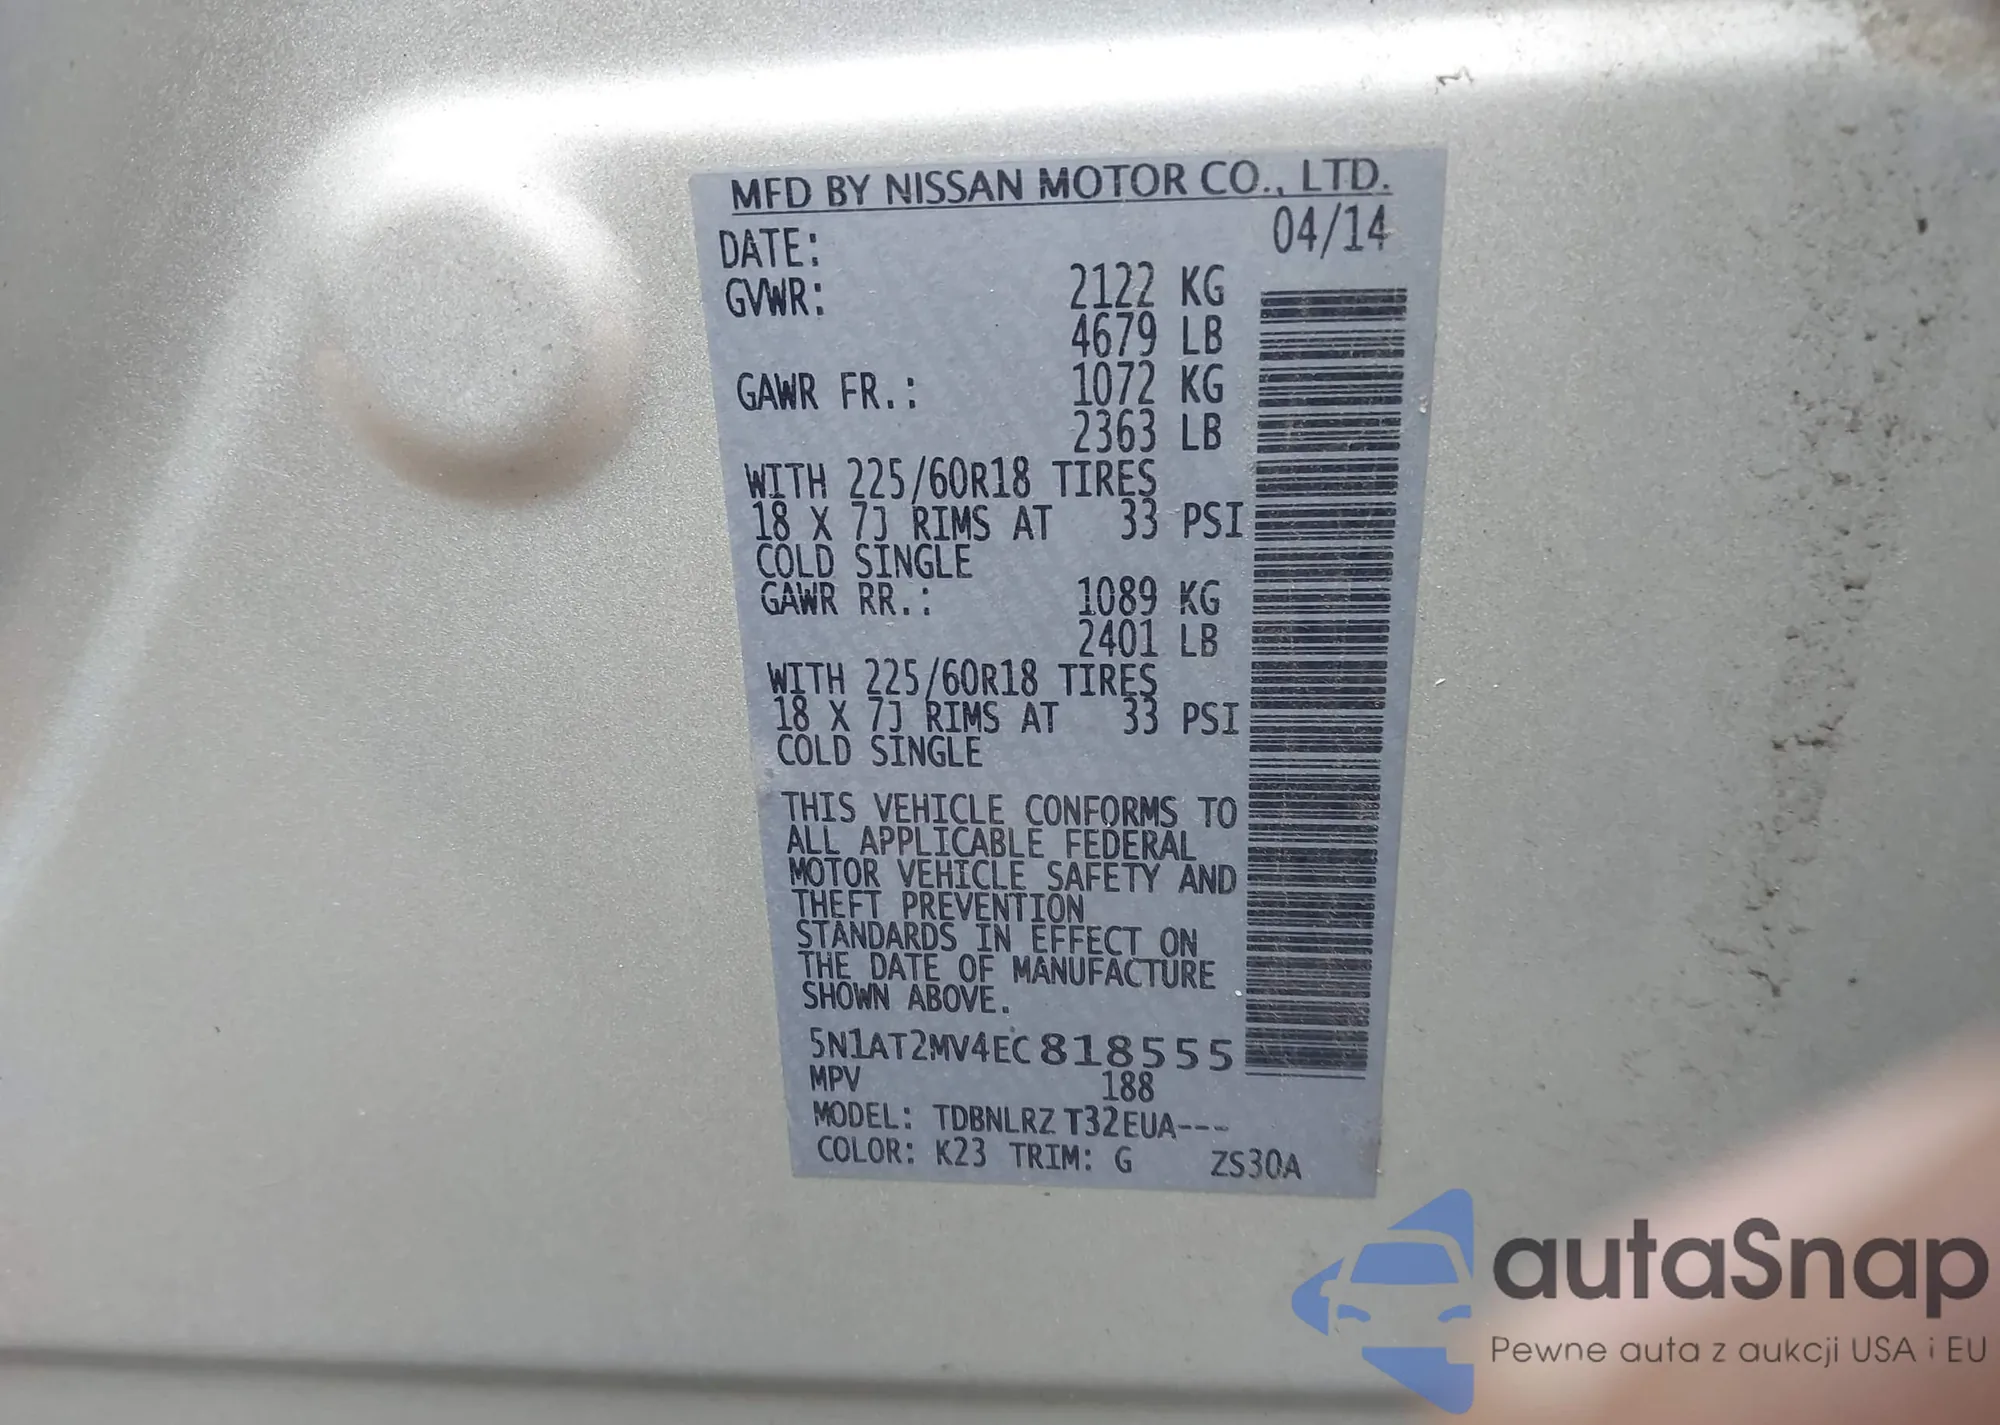 MFD BY NISSAN MOTOR CO., LTD.
DATE: 04/14
GVWR: 2122 KG
4679 LB
GAWR FR.: 1072 KG
2363 LB
WITH 225/60R18 TIRES
18 X 7J RIMS AT 33 PSI
COLD SINGLE
GAWR RR.: 1089 KG
2401 LB
WITH 225/60R18 TIRES
18 X 7J RIMS AT 33 PSI
COLD SINGLE
THIS VEHICLE CONFORMS TO
ALL APPLICABLE FEDERAL
MOTOR VEHICLE SAFETY AND
THEFT PREVENTION
STANDARDS IN EFFECT ON
THE DATE OF MANUFACTURE
SHOWN ABOVE.
5N1AT2MV4EC818555
MPV 188
MODEL: TDBNLRZ T32EUA---
COLOR: K23 TRIM: G ZS30A
autaSnap
Pewne auta z aukcji USA i EU